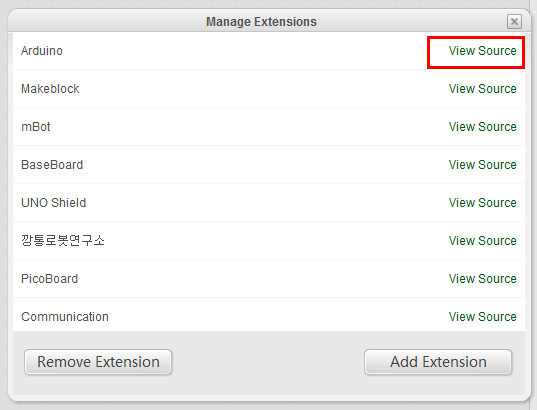 Manage Extensions
Arduino View Source
Makeblock View Source
mBot View Source
BaseBoard View Source
UNO Shield View Source
깡통로봇연구소 View Source
PicoBoard View Source
Communication View Source
Remove Extension Add Extension